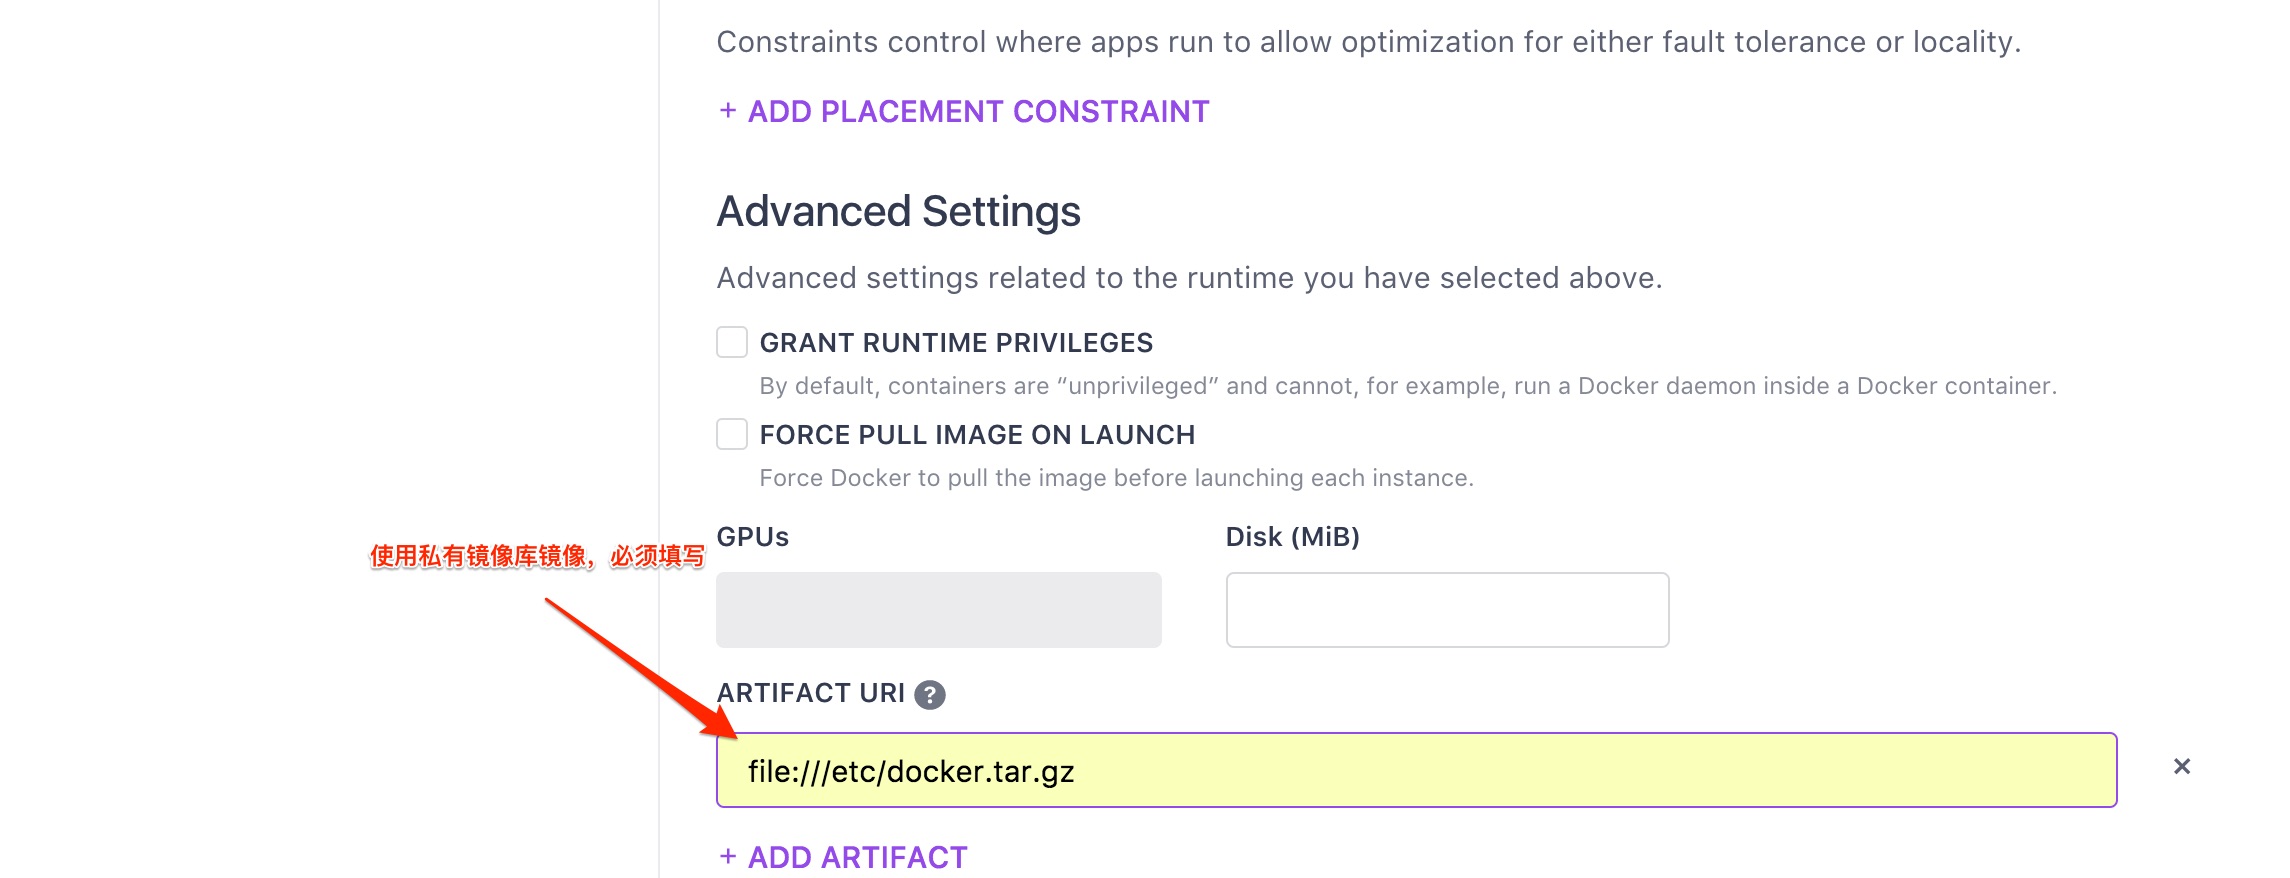 Constraints control where apps run to allow optimization for either fault tolerance or locality.
+ ADD PLACEMENT CONSTRAINT
Advanced Settings
Advanced settings related to the runtime you have selected above.
GRANT RUNTIME PRIVILEGES
By default, containers are “unprivileged” and cannot, for example, run a Docker daemon inside a Docker container.
FORCE PULL IMAGE ON LAUNCH
Force Docker to pull the image before launching each instance.
GPUs
Disk (MiB)
使用私有镜像库镜像，必须填写
ARTIFACT URI ?
file:///etc/docker.tar.gz
+ ADD ARTIFACT